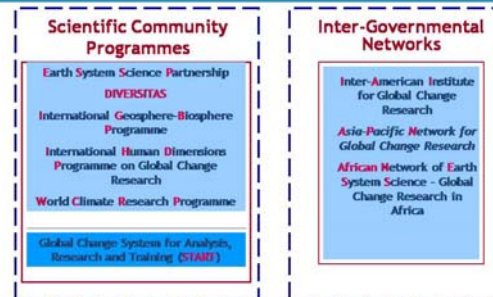 Scientific Community
Programmes
Earth System Science Partnership
DIVERSITAS
International Geosphere-Biosphere
Programme
International Human Dimensions
Programme on Global Change
Research
World Climate Research Programme
Global Change System for Analysis,
Research and Training (START)
Inter-Governmental
Networks
Inter-American Institute
for Global Change
Research
Asia-Pacific Network for
Global Change Research
African Network of Earth
System Science - Global
Change Research in
Africa